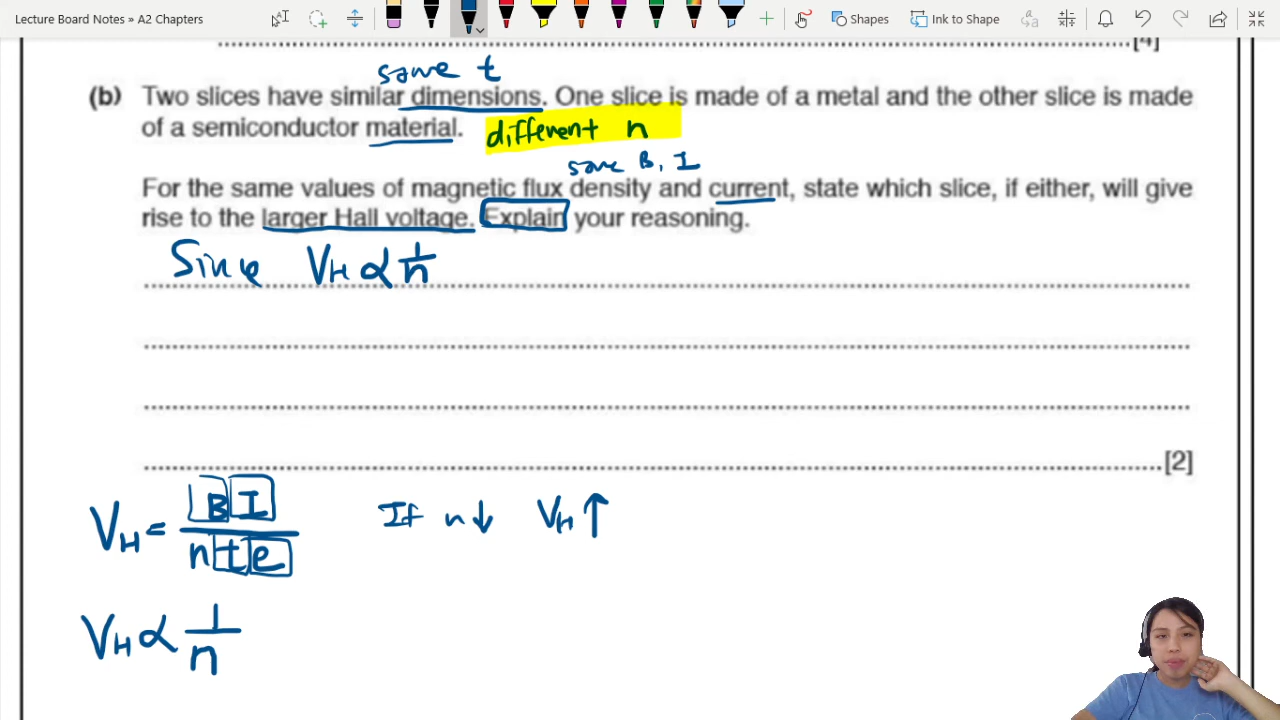 Lecture Board Notes » A2 Chapters
Shapes
Ink to Shape
[4]
same t
(b) Two slices have similar dimensions. One slice is made of a metal and the other slice is made
of a semiconductor material. different n
same B, I
For the same values of magnetic flux density and current, state which slice, if either, will give
rise to the larger Hall voltage. Explain your reasoning.
Since VH ∝ 1/n
[2]
VH = BI/nte If n↓ VH↑
VH ∝ 1/n